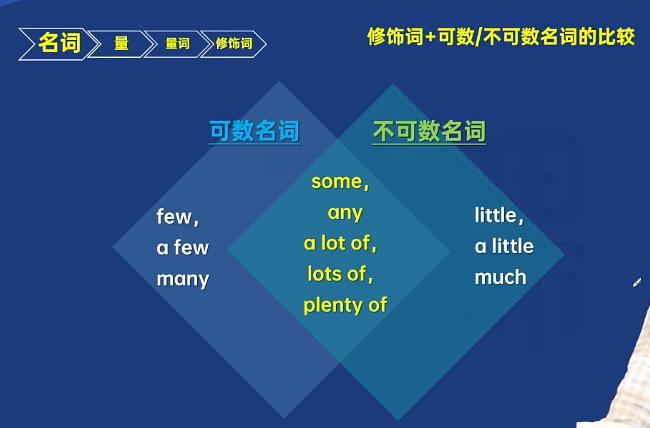 名词 量 量词 修饰词
修饰词+可数/不可数名词的比较
可数名词
不可数名词
few,
a few
many
some,
any
a lot of,
lots of,
plenty of
little,
a little
much